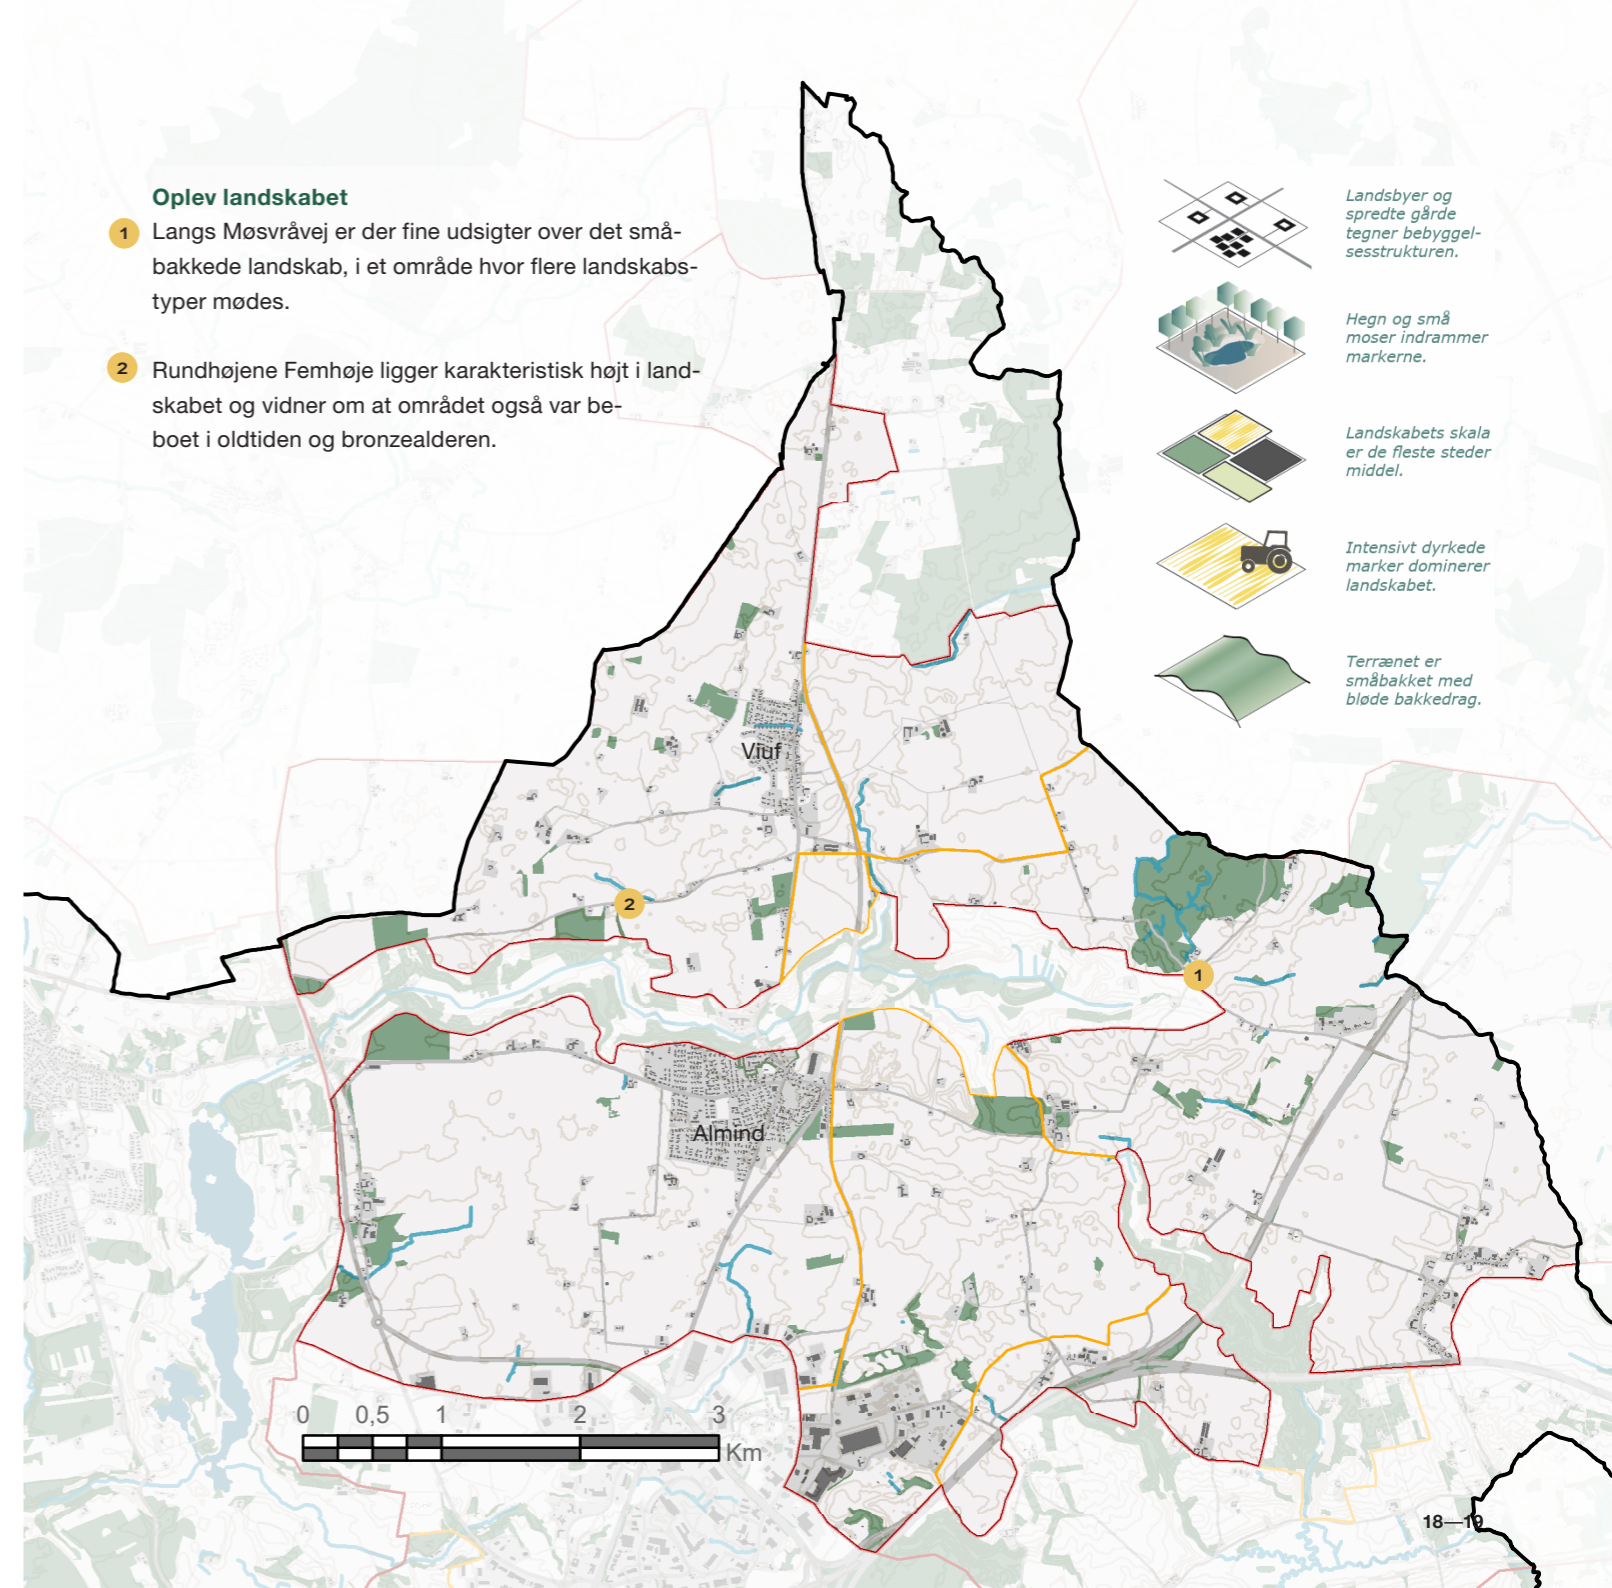 Oplev landskabet
1
Langs Møsvråvej er der fine udsigter over det små-
bakkede landskab, i et område hvor flere landskabs-
typer mødes.
2
Rundhøjene Femhøje ligger karakteristisk højt i land-
skabet og vidner om at området også var be-
boet i oldtiden og bronzealderen.
Landsbyer og
spredte gårde
tegner bebyggel-
sesstrukturen.
Hegn og små
moser indrammer
markerne.
Landskabets skala
er de fleste steder
middel.
Intensivt dyrkede
marker dominerer
landskabet.
Terrænet er
småbakket med
bløde bakkedrag.
Viuf
2
1
Almind
0 0,5 1 2 3
Km
18—19